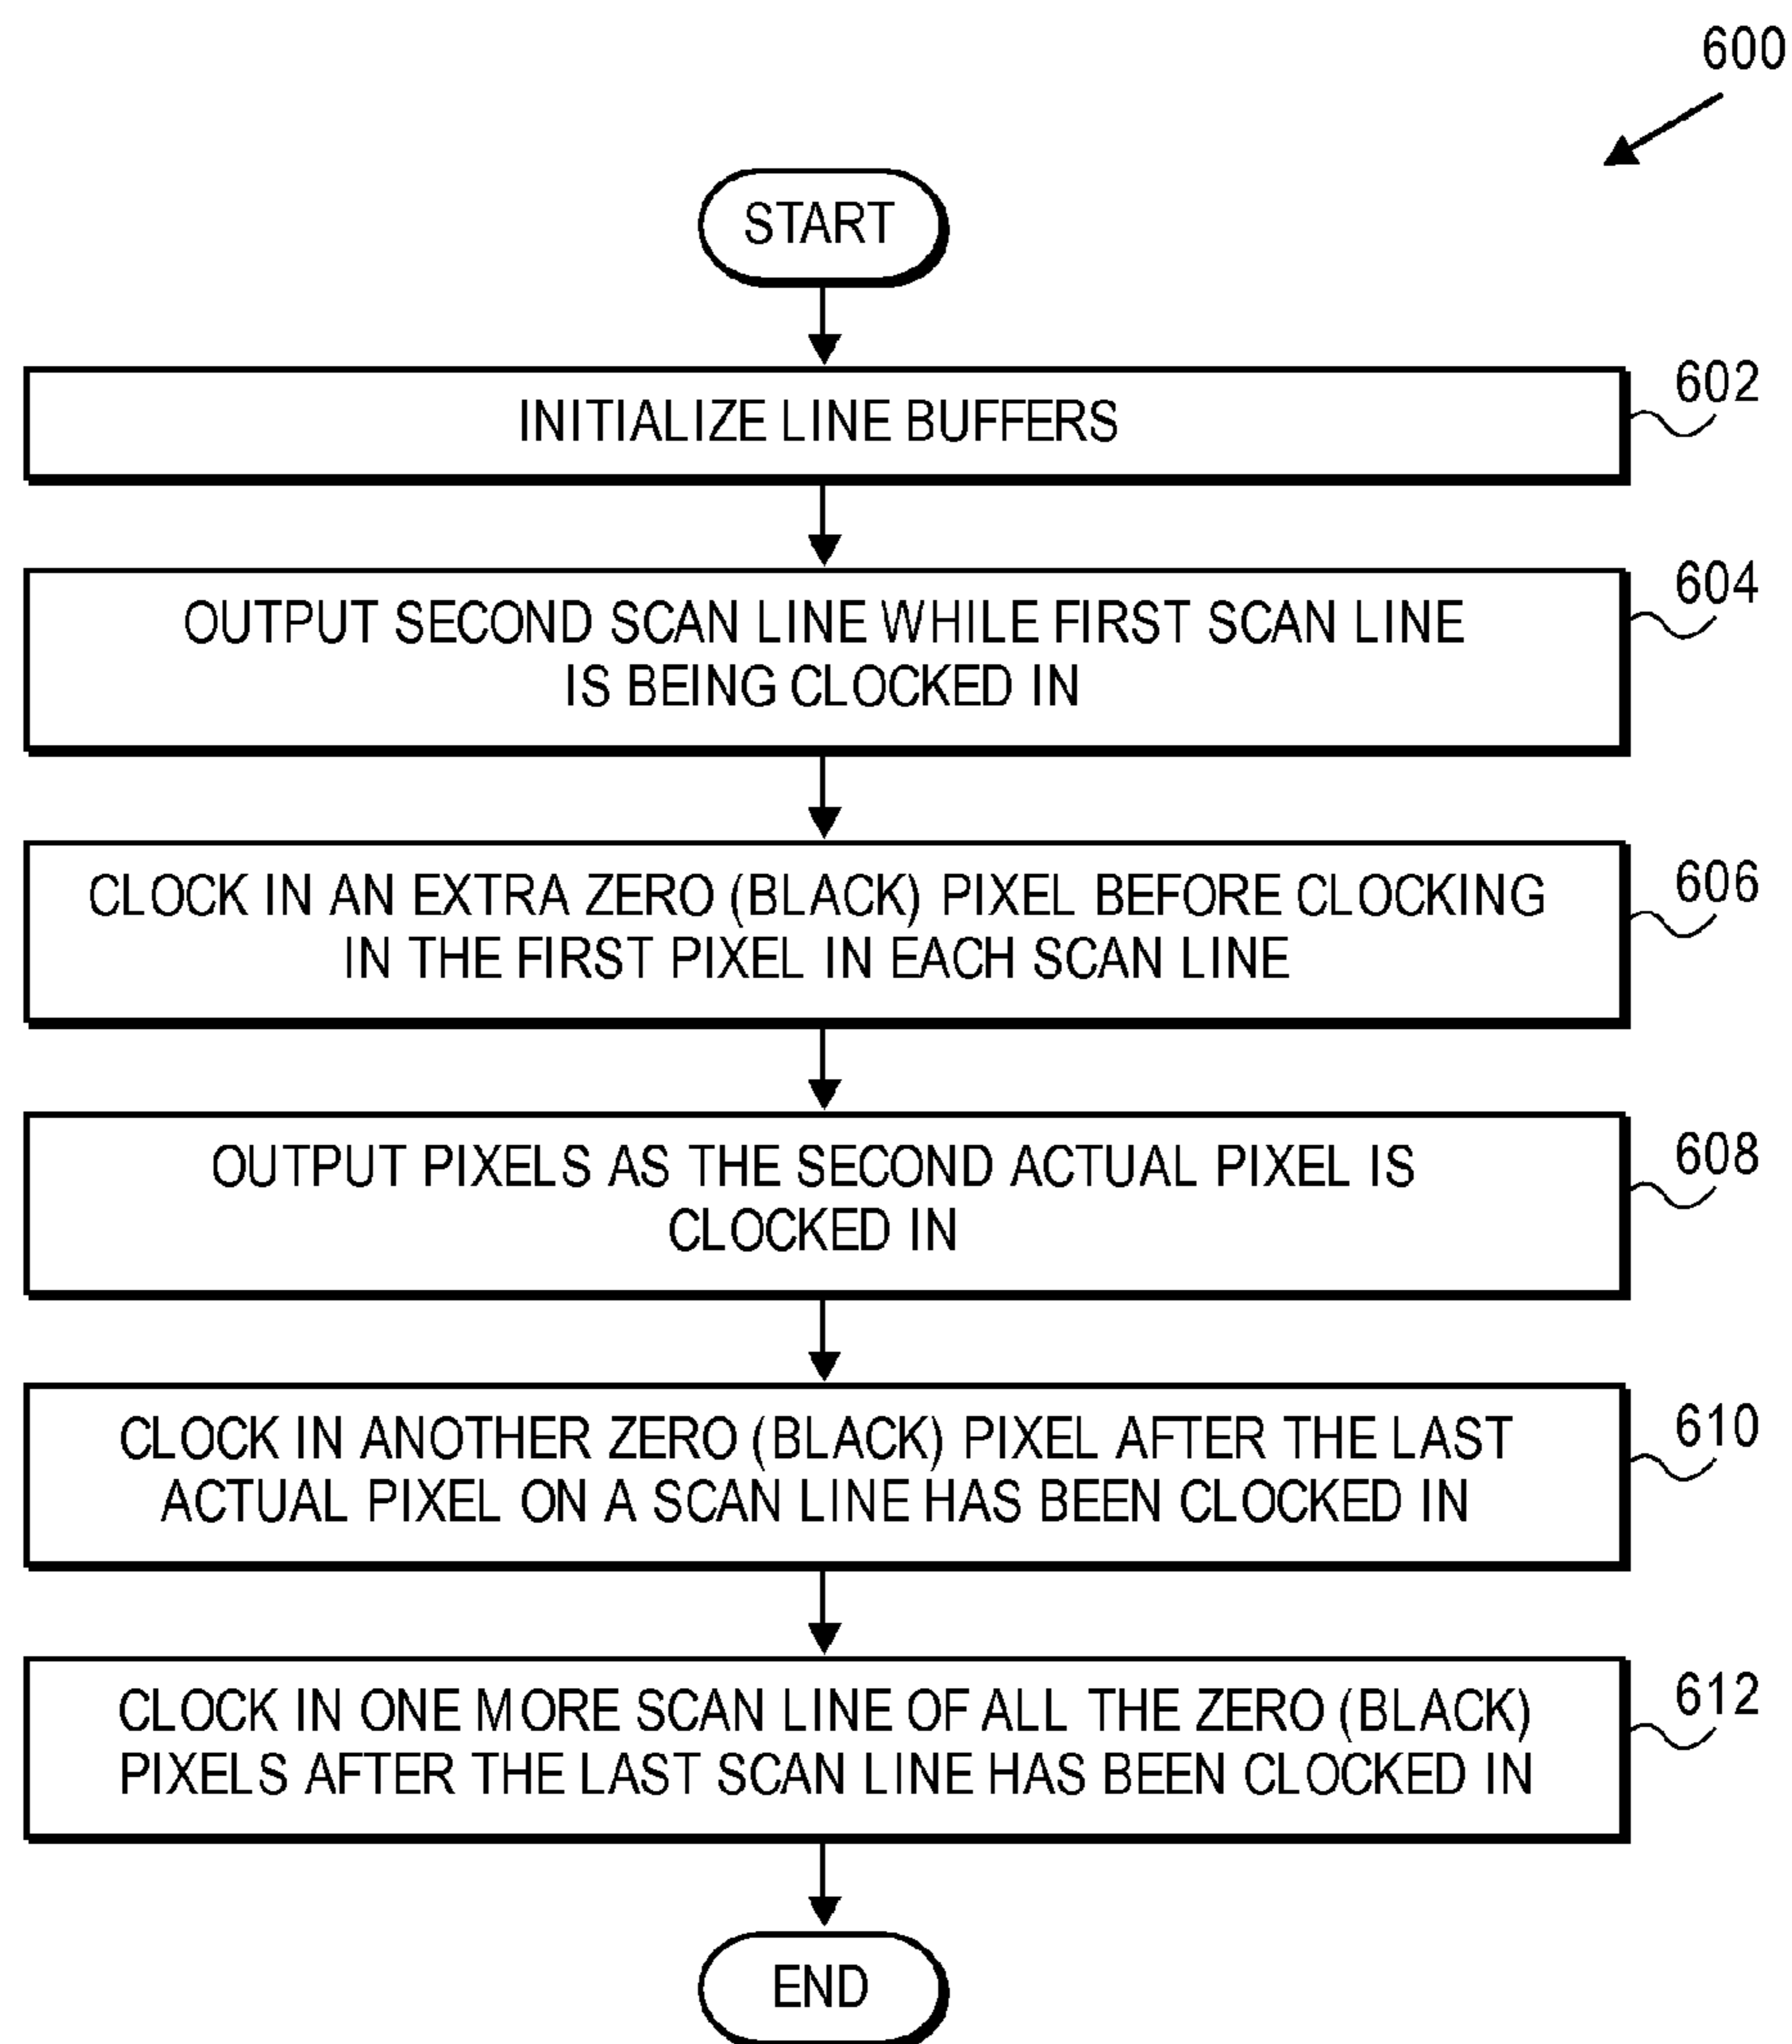 600
START
INITIALIZE LINE BUFFERS
602
OUTPUT SECOND SCAN LINE WHILE FIRST SCAN LINE
IS BEING CLOCKED IN
604
CLOCK IN AN EXTRA ZERO (BLACK) PIXEL BEFORE CLOCKING
IN THE FIRST PIXEL IN EACH SCAN LINE
606
OUTPUT PIXELS AS THE SECOND ACTUAL PIXEL IS
CLOCKED IN
608
CLOCK IN ANOTHER ZERO (BLACK) PIXEL AFTER THE LAST
ACTUAL PIXEL ON A SCAN LINE HAS BEEN CLOCKED IN
610
CLOCK IN ONE MORE SCAN LINE OF ALL THE ZERO (BLACK)
PIXELS AFTER THE LAST SCAN LINE HAS BEEN CLOCKED IN
612
END